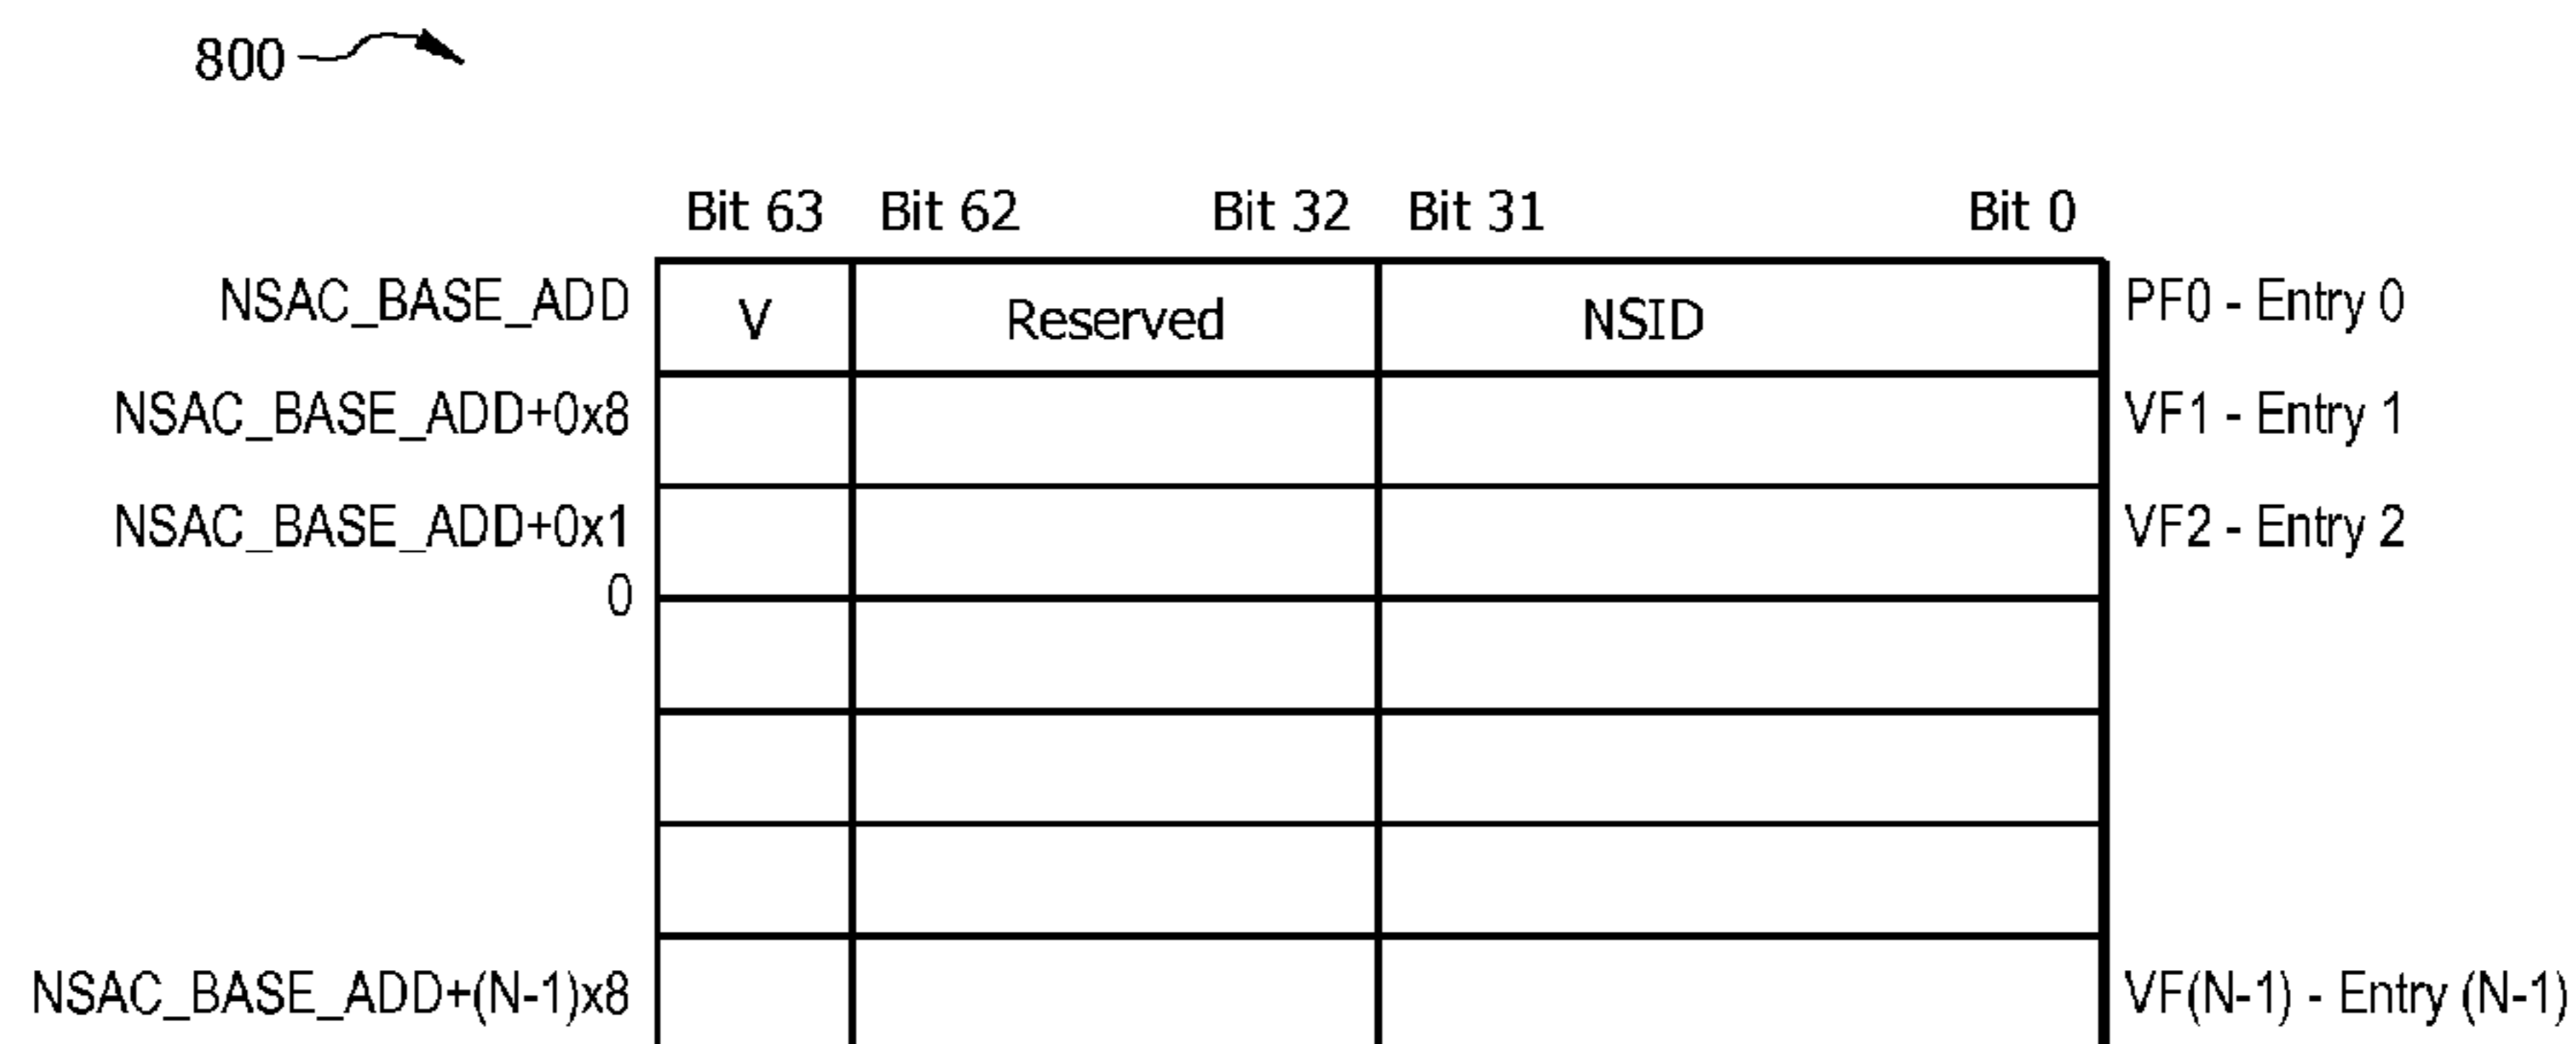 800
Bit 63 Bit 62 Bit 32 Bit 31 Bit 0
NSAC_BASE_ADD V Reserved NSID PF0 - Entry 0
NSAC_BASE_ADD+0x8 VF1 - Entry 1
NSAC_BASE_ADD+0x1 VF2 - Entry 2
0
NSAC_BASE_ADD+(N-1)x8 VF(N-1) - Entry (N-1)